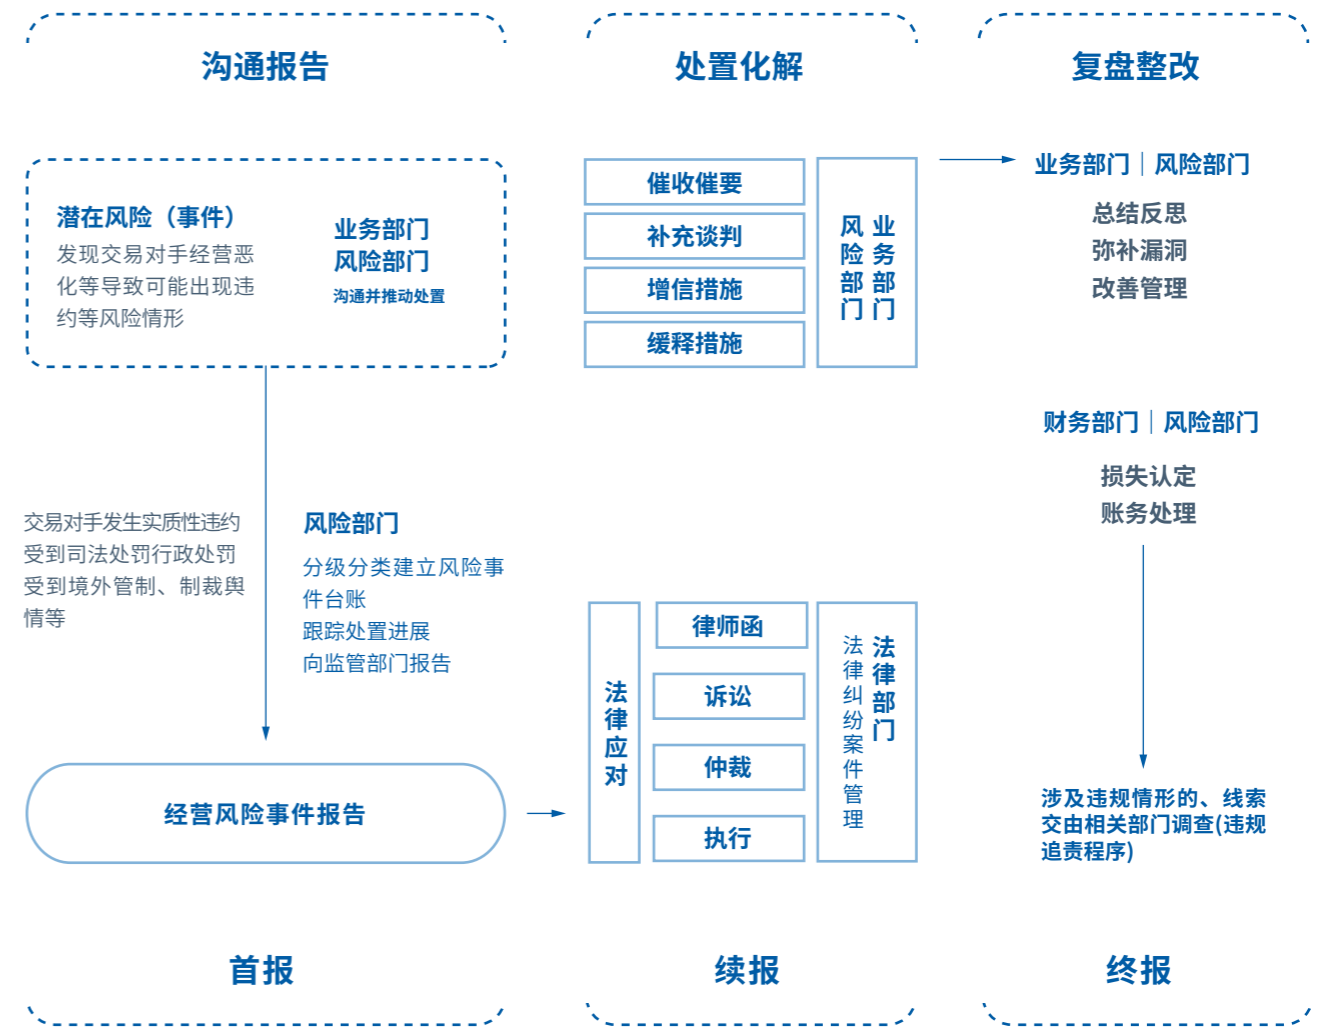 沟通报告
处置化解
复盘整改
潜在风险（事件）
发现交易对手经营恶
化等导致可能出现违
约等风险情形
业务部门
风险部门
沟通并推动处置
交易对手发生实质性违约
受到司法处罚行政处罚
受到境外管制、制裁舆
情等
风险部门
分级分类建立风险事
件台账
跟踪处置进展
向监管部门报告
经营风险事件报告
催收催要
补充谈判
增信措施
缓释措施
业务部门
风险部门
法律应对
律师函
诉讼
仲裁
执行
法律部门
法律纠纷案件管理
业务部门｜风险部门
总结反思
弥补漏洞
改善管理
财务部门｜风险部门
损失认定
账务处理
涉及违规情形的、线索
交由相关部门调查(违规
追责程序)
首报
续报
终报